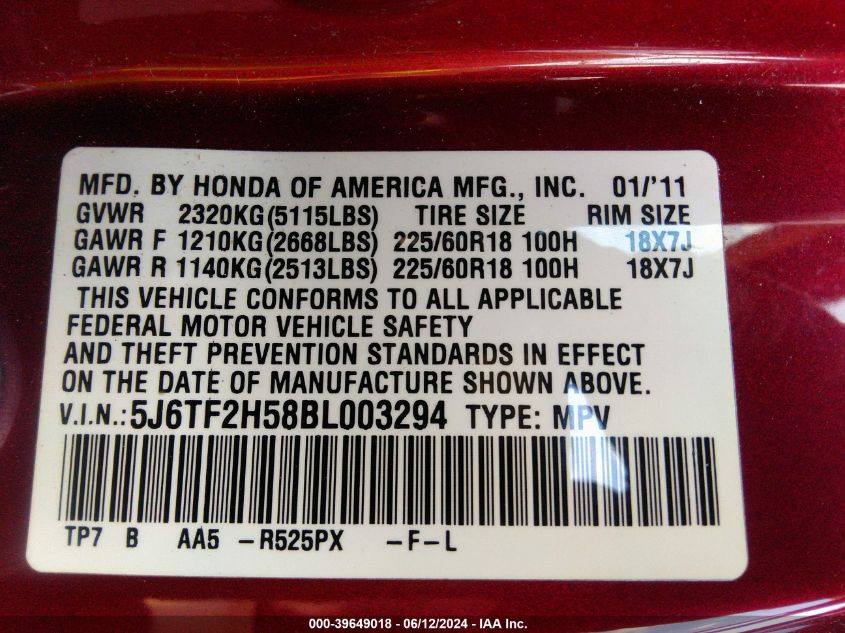 MFD. BY HONDA OF AMERICA MFG., INC. 01/'11
GVWR 2320KG(5115LBS) TIRE SIZE RIM SIZE
GAWR F 1210KG(2668LBS) 225/60R18 100H 18X7J
GAWR R 1140KG(2513LBS) 225/60R18 100H 18X7J
THIS VEHICLE CONFORMS TO ALL APPLICABLE
FEDERAL MOTOR VEHICLE SAFETY
AND THEFT PREVENTION STANDARDS IN EFFECT
ON THE DATE OF MANUFACTURE SHOWN ABOVE.
V.I.N.:5J6TF2H58BL003294 TYPE: MPV
TP7 B AA5 -R525PX -F-L
000-39649018 - 06/12/2024 - IAA Inc.